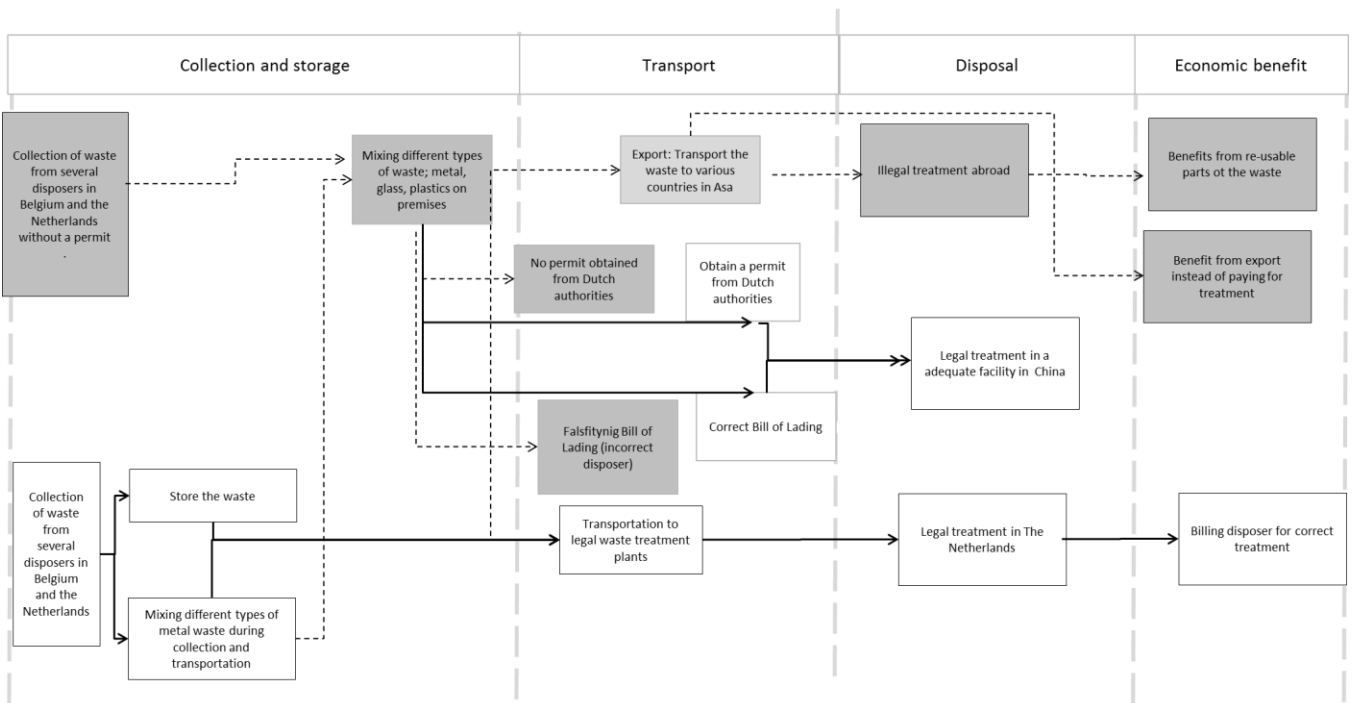 Collection and storage
Transport
Disposal
Economic benefit
Collection of waste
from several
disposers in
Belgium and the
Netherlands
without a permit
.
Mixing different types
of waste; metal,
glass, plastics on
premises
Export: Transport the
waste to various
countries in Asa
Illegal treatment abroad
Benefits from re-usable
parts ot the waste
No permit obtained
from Dutch
authorities
Obtain a permit
from Dutch
authorities
Benefit from export
instead of paying for
treatment
Legal treatment in a
adequate facility in China
Falsfitynig Bill of
Lading (incorrect
disposer)
Correct Bill of Lading
Collection
of waste
from
several
disposers in
Belgium
and the
Netherlands
Store the waste
Mixing different types of
metal waste during
collection and
transportation
Transportation to
legal waste treatment
plants
Legal treatment in The
Netherlands
Billing disposer for correct
treatment